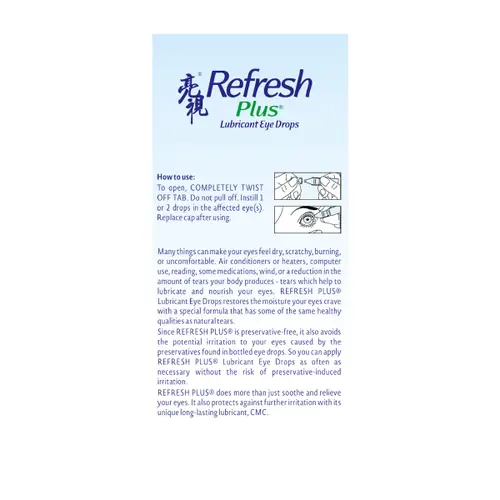 亮視® Refresh
Plus®
Lubricant Eye Drops
How to use:
To open, COMPLETELY TWIST
OFF TAB. Do not pull off. Instill 1
or 2 drops in the affected eye(s).
Replace cap after using.
Many things can make your eyes feel dry, scratchy, burning,
or uncomfortable. Air conditioners or heaters, computer
use, reading, some medications, wind, or a reduction in the
amount of tears your body produces - tears which help to
lubricate and nourish your eyes. REFRESH PLUS®
Lubricant Eye Drops restores the moisture your eyes crave
with a special formula that has some of the same healthy
qualities as natural tears.
Since REFRESH PLUS® is preservative-free, it also avoids
the potential irritation to your eyes caused by the
preservatives found in bottled eye drops. So you can apply
REFRESH PLUS® Lubricant Eye Drops as often as
necessary without the risk of preservative-induced
irritation.
REFRESH PLUS® does more than just soothe and relieve
your eyes. It also protects against further irritation with its
unique long-lasting lubricant, CMC.